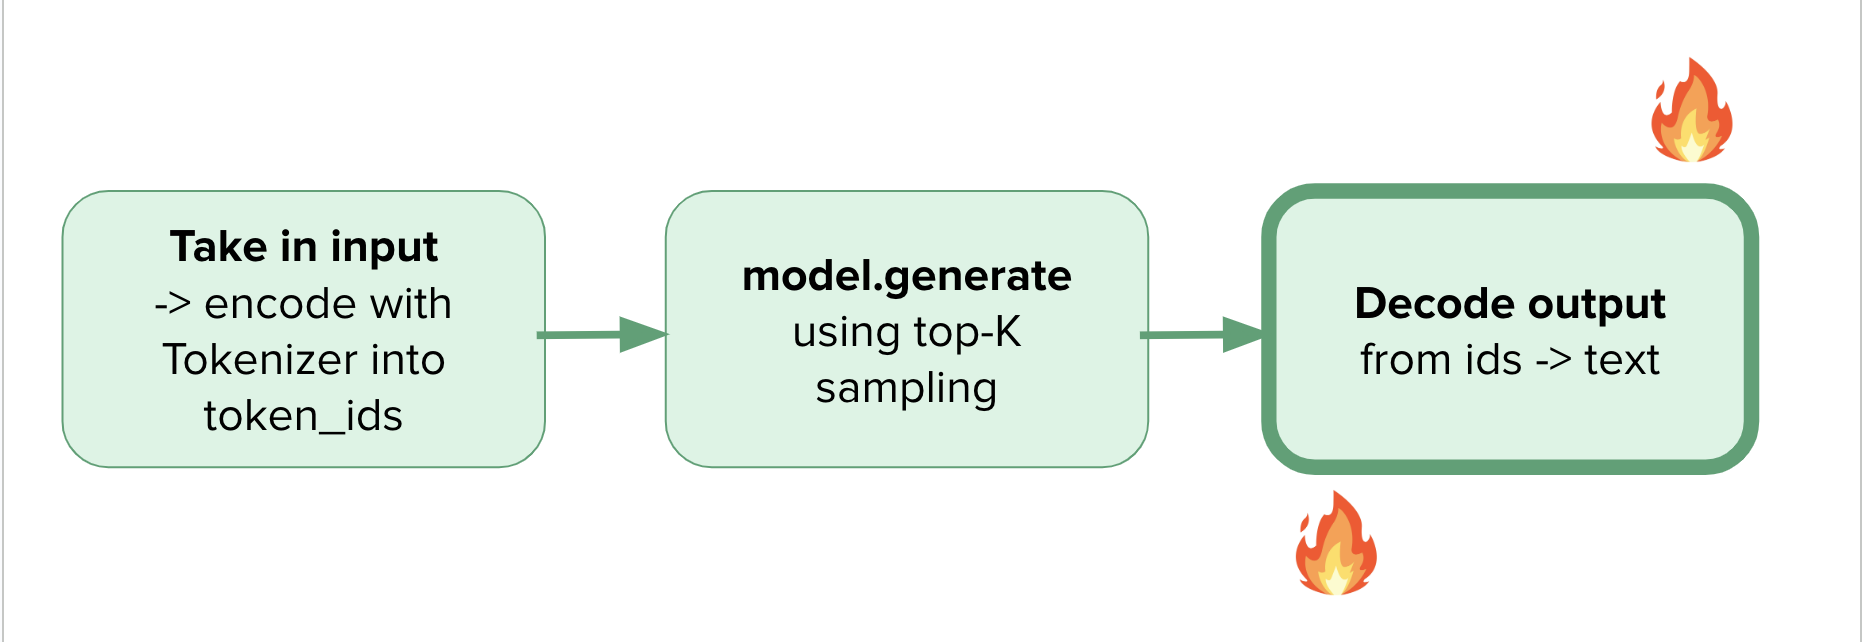 Take in input
-> encode with
Tokenizer into
token_ids
model.generate
using top-K
sampling
Decode output
from ids -> text